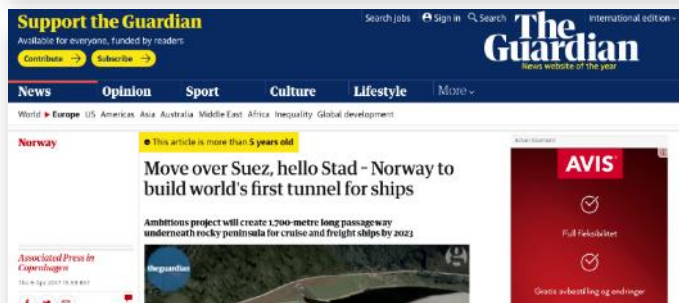 Support the Guardian
Available for everyone, funded by readers
Contribute → Subscribe →
Search jobs Sign in Search International edition
The Guardian
News website of the year
News Opinion Sport Culture Lifestyle More
World Europe US Americas Asia Australia Middle East Africa Inequality Global development
Norway
This article is more than 5 years old
Move over Suez, hello Stad - Norway to
build world's first tunnel for ships
Ambitious project will create 1,700-metre long passageway
underneath rocky peninsula for cruise and freight ships by 2023
Associated Press in
Copenhagen
theguardian
Advertisement
AVIS
Full fleksibilitet
Gratis avbestilling og endringer